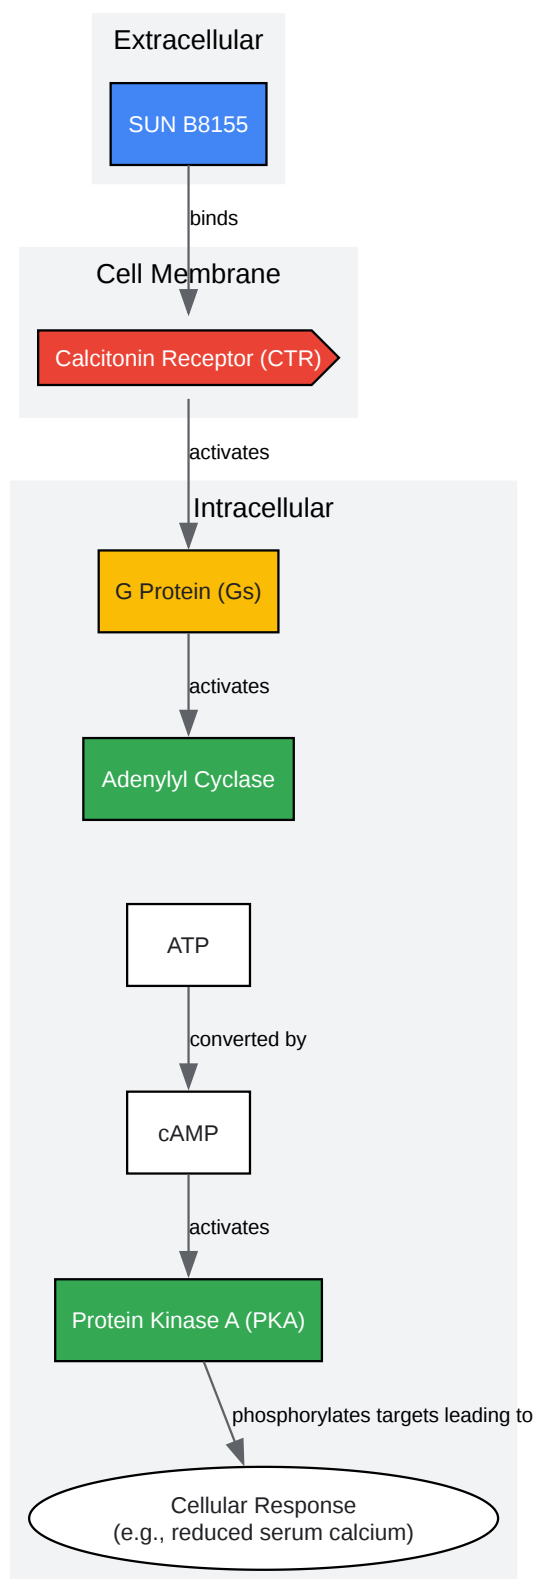 Extracellular
SUN B8155
binds
Cell Membrane
Calcitonin Receptor (CTR)
activates
Intracellular
G Protein (Gs)
activates
Adenylyl Cyclase
ATP
converted by
cAMP
activates
Protein Kinase A (PKA)
phosphorylates targets leading to
Cellular Response
(e.g., reduced serum calcium)